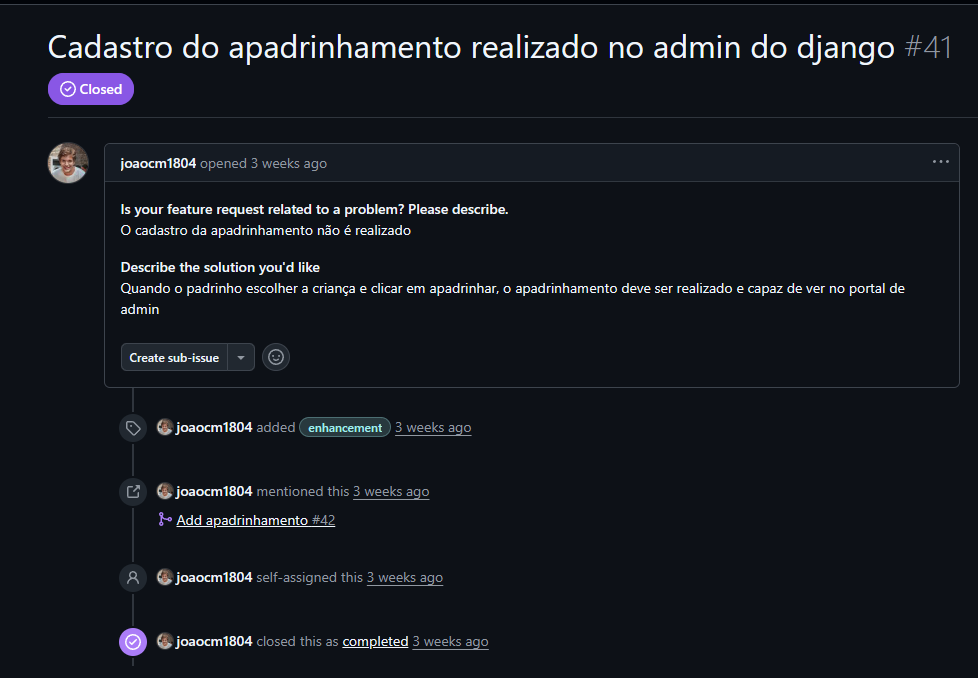 Cadastro do apadrinhamento realizado no admin do django #41
Closed
joaocm1804 opened 3 weeks ago
Is your feature request related to a problem? Please describe.
O cadastro da apadrinhamento não é realizado
Describe the solution you'd like
Quando o padrinho escolher a criança e clicar em apadrinhar, o apadrinhamento deve ser realizado e capaz de ver no portal de
admin
Create sub-issue
joaocm1804 added enhancement 3 weeks ago
joaocm1804 mentioned this 3 weeks ago
Add apadrinhamento #42
joaocm1804 self-assigned this 3 weeks ago
joaocm1804 closed this as completed 3 weeks ago